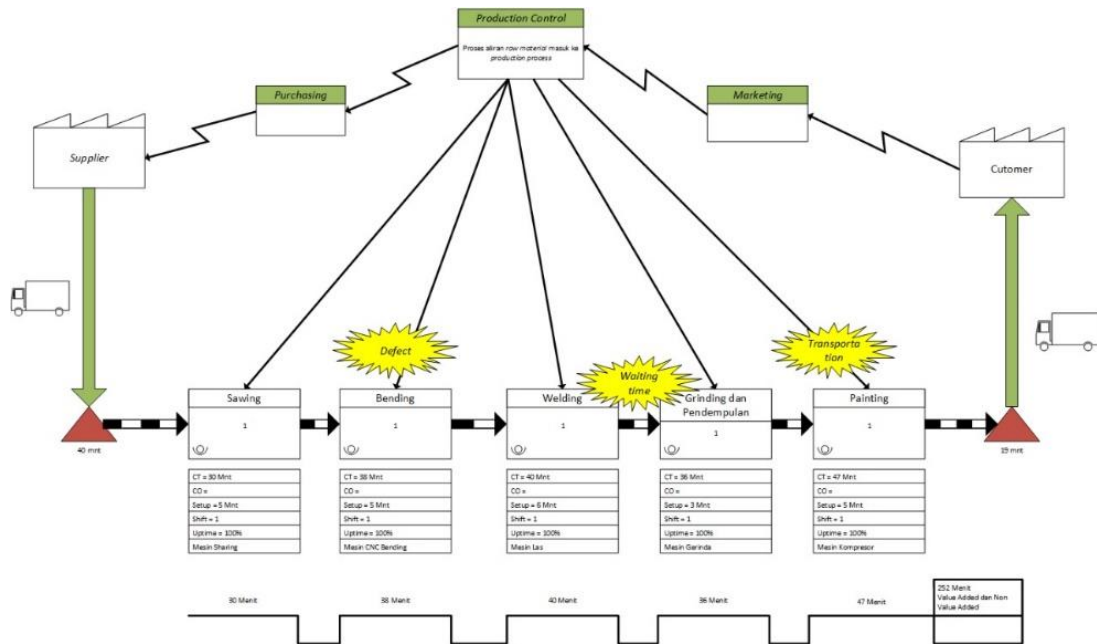 Production Control
Proses aliran raw material masuk ke
production process
Purchasing
Marketing
Supplier
Cutomer
Defect
Waiting
time
Transporta
tion
Sawing
1
Bending
1
Welding
1
Grinding dan
Pendempulan
1
Painting
1
40 mnt
19 mnt
CT = 30 Mnt
CO =
Setup = 5 Mnt
Shift = 1
Uptime = 100%
Mesin Sharing
CT = 38 Mnt
CO =
Setup = 5 Mnt
Shift = 1
Uptime = 100%
Mesin CNC Bending
CT = 40 Mnt
CO =
Setup = 6 Mnt
Shift = 1
Uptime = 100%
Mesin Las
CT = 36 Mnt
CO =
Setup = 3 Mnt
Shift = 1
Uptime = 100%
Mesin Gerinda
CT = 47 Mnt
CO =
Setup = 5 Mnt
Shift = 1
Uptime = 100%
Mesin Kompresor
30 Menit
38 Menit
40 Menit
36 Menit
47 Menit
252 Menit
Value Added dan Non
Value Added